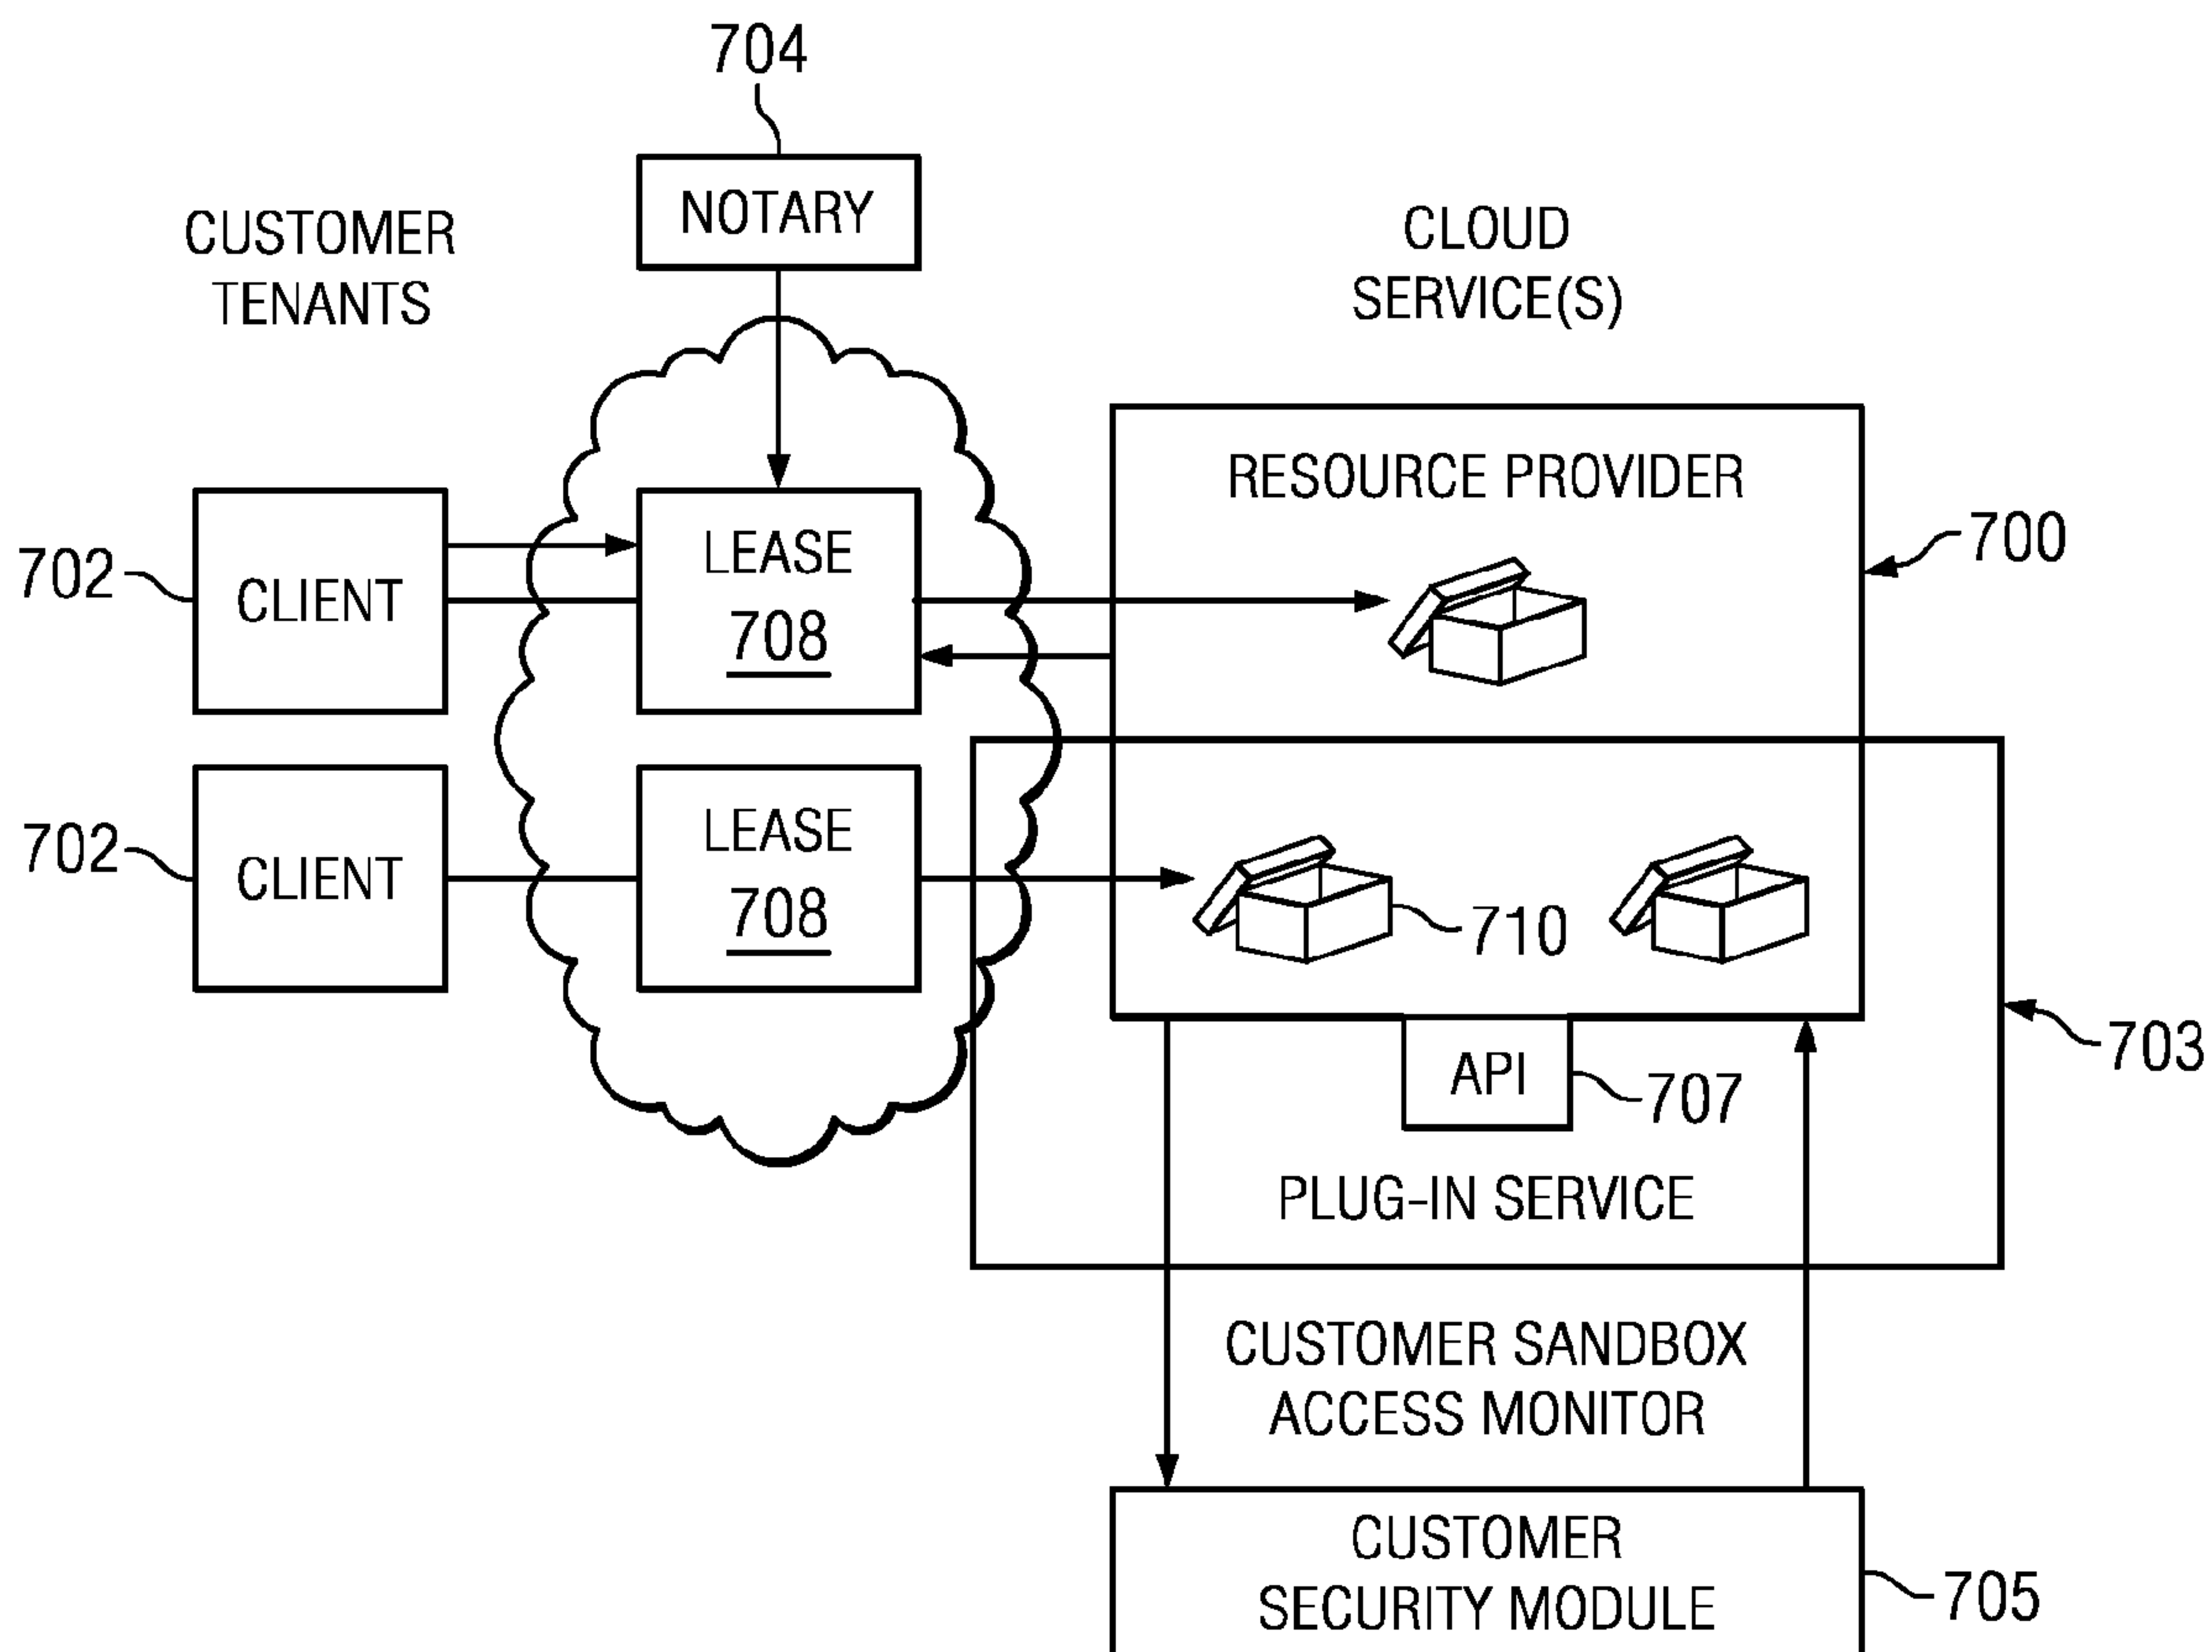 704
NOTARY
CUSTOMER
TENANTS
CLOUD
SERVICE(S)
RESOURCE PROVIDER
700
702
CLIENT
LEASE
708
702
CLIENT
LEASE
708
710
703
API
707
PLUG-IN SERVICE
CUSTOMER SANDBOX
ACCESS MONITOR
CUSTOMER
SECURITY MODULE
705